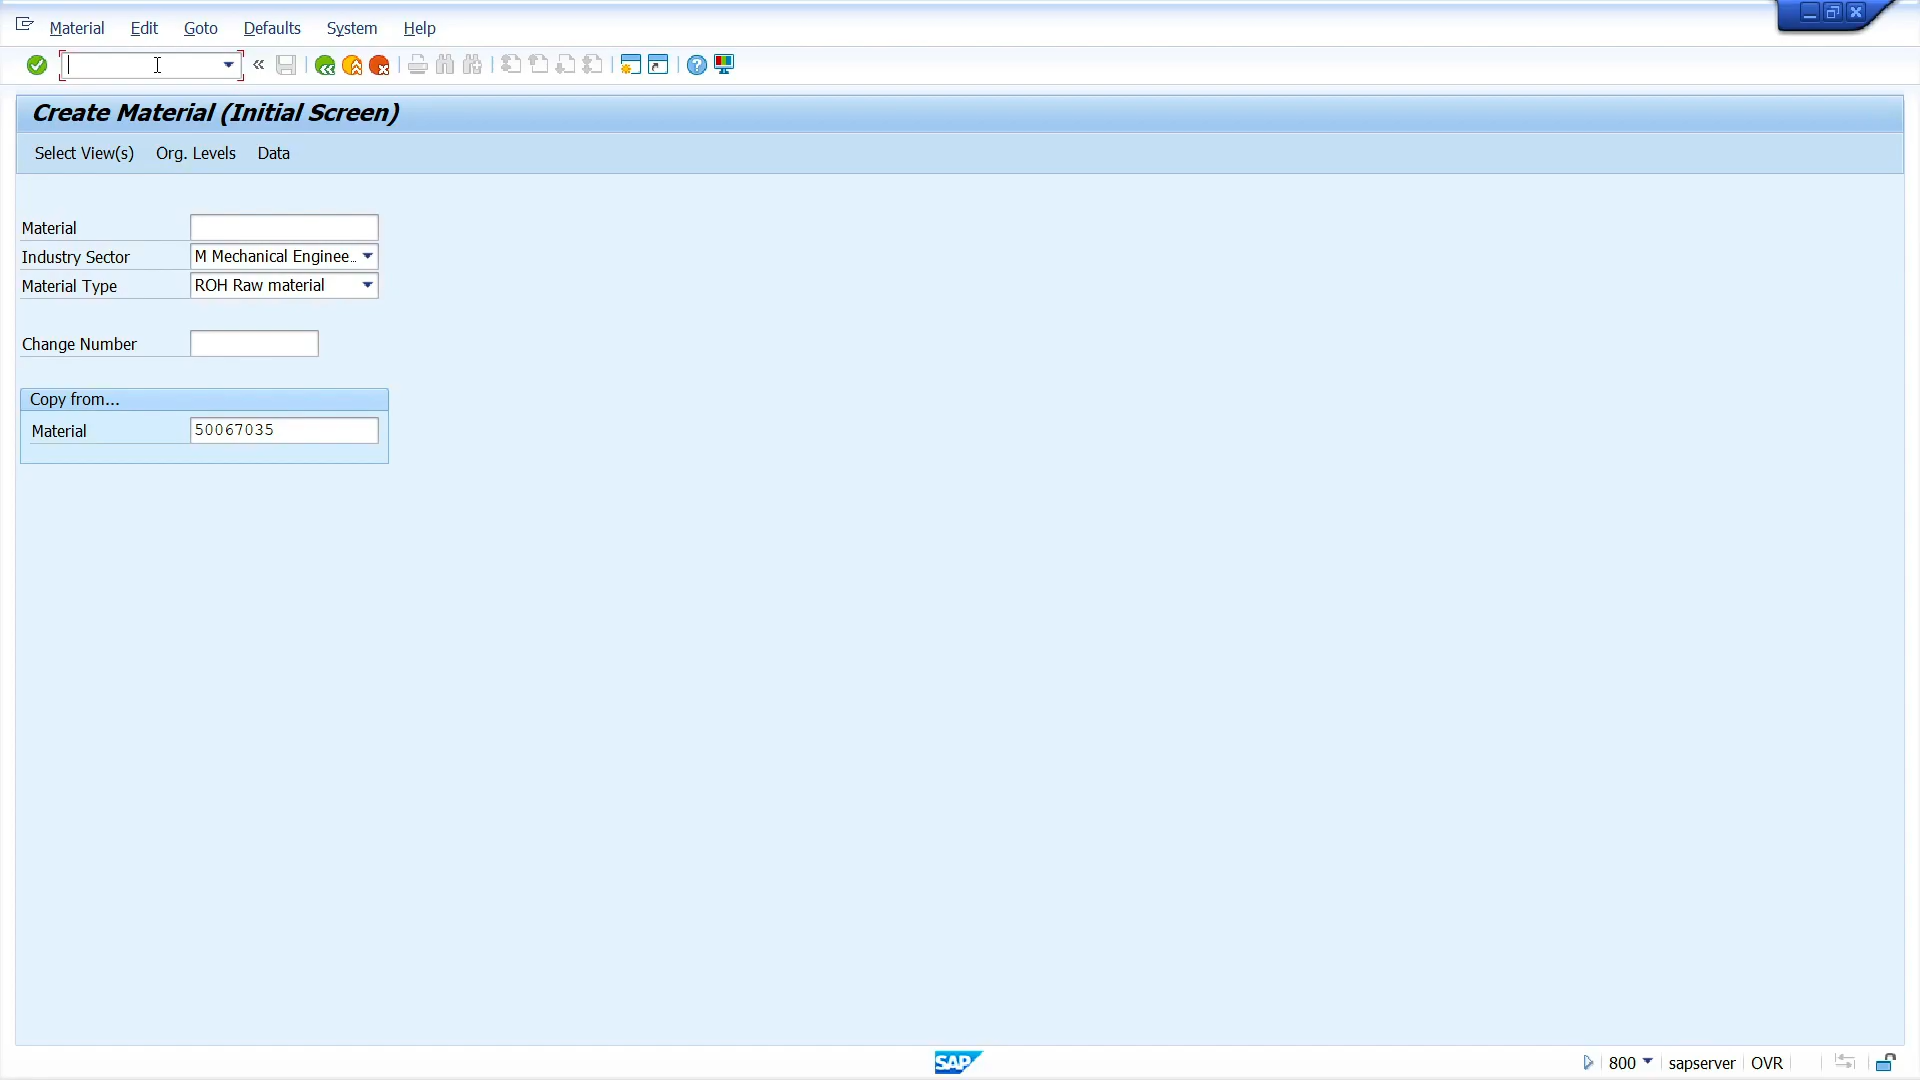 Material Edit Goto Defaults System Help
Create Material (Initial Screen)
Select View(s) Org. Levels Data
Material
Industry Sector M Mechanical Enginee..
Material Type ROH Raw material
Change Number
Copy from...
Material 50067035
SAP 800 sapserver OVR